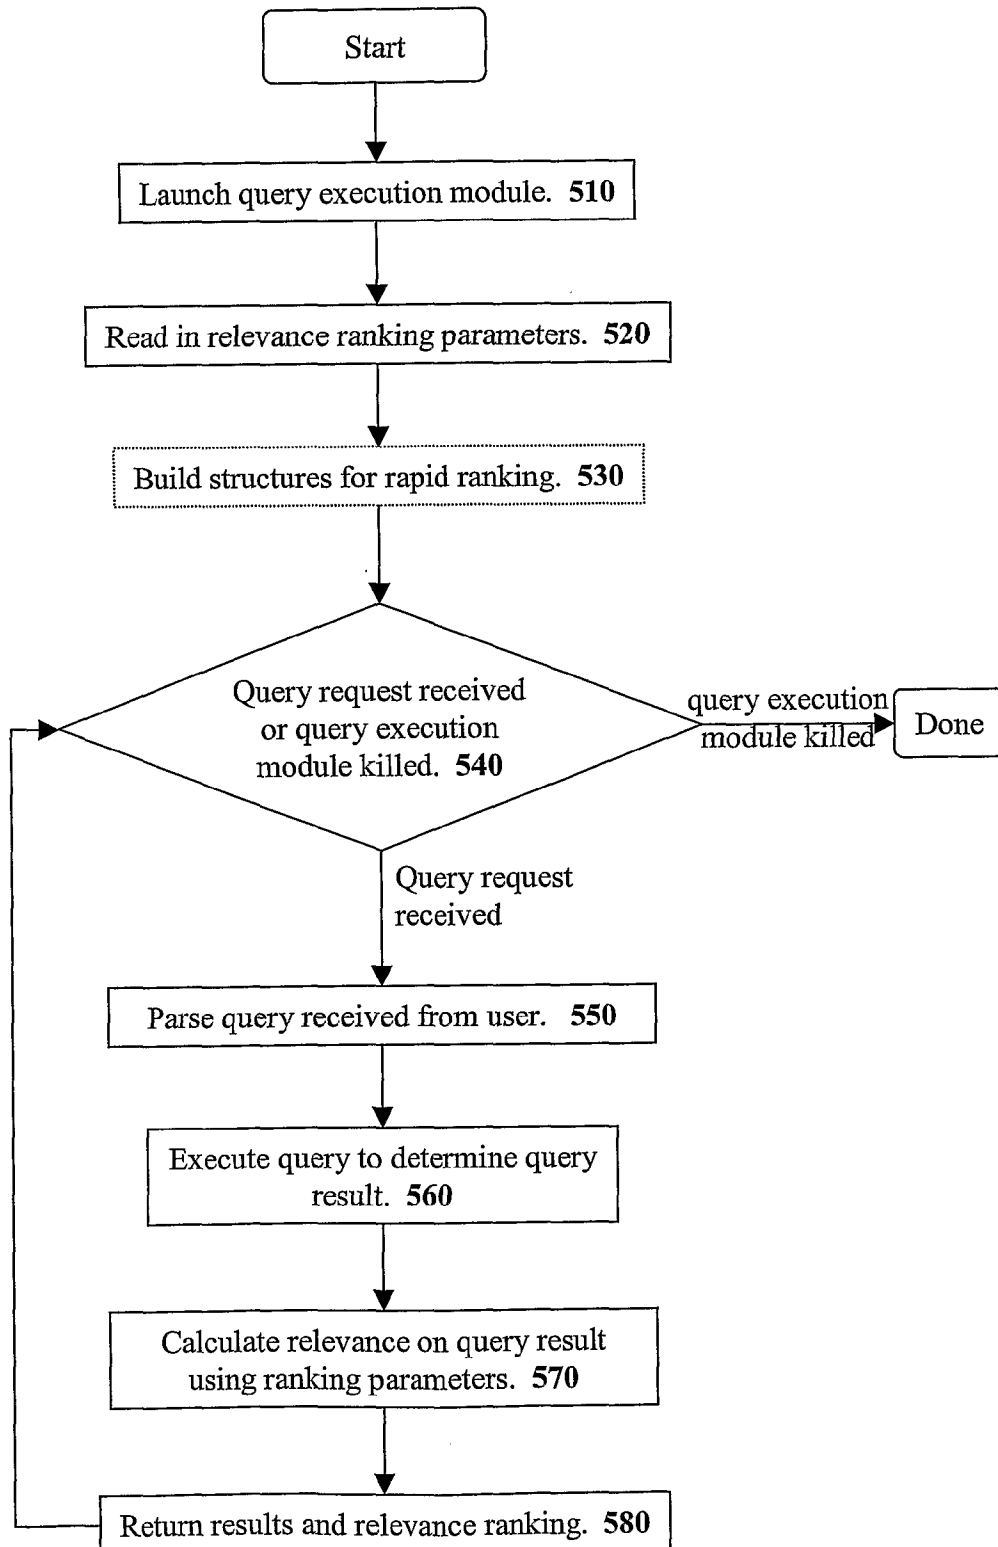 Start
Launch query execution module. 510
Read in relevance ranking parameters. 520
Build structures for rapid ranking. 530
Query request received
or query execution
module killed. 540
query execution
module killed
Done
Query request
received
Parse query received from user. 550
Execute query to determine query
result. 560
Calculate relevance on query result
using ranking parameters. 570
Return results and relevance ranking. 580